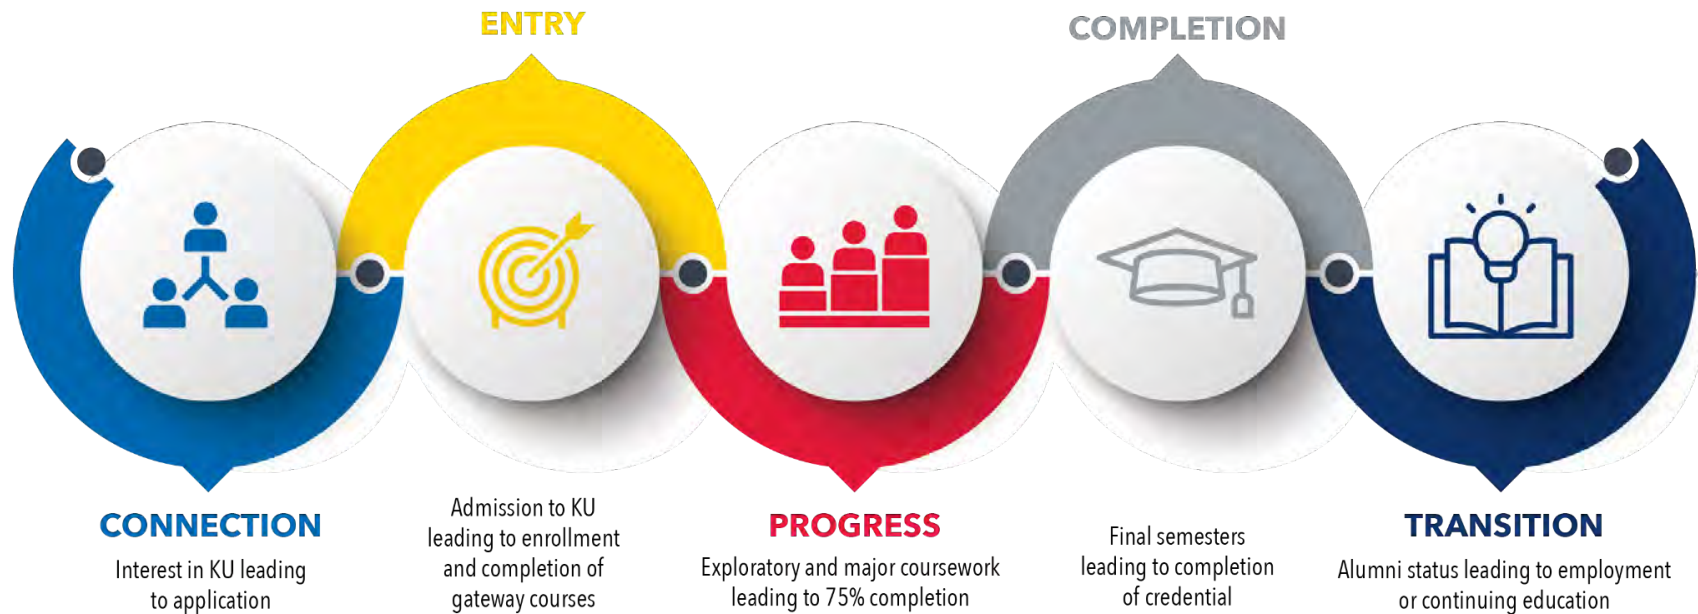 ENTRY
COMPLETION
CONNECTION
Interest in KU leading
to application
Admission to KU
leading to enrollment
and completion of
gateway courses
PROGRESS
Exploratory and major coursework
leading to 75% completion
Final semesters
leading to completion
of credential
TRANSITION
Alumni status leading to employment
or continuing education